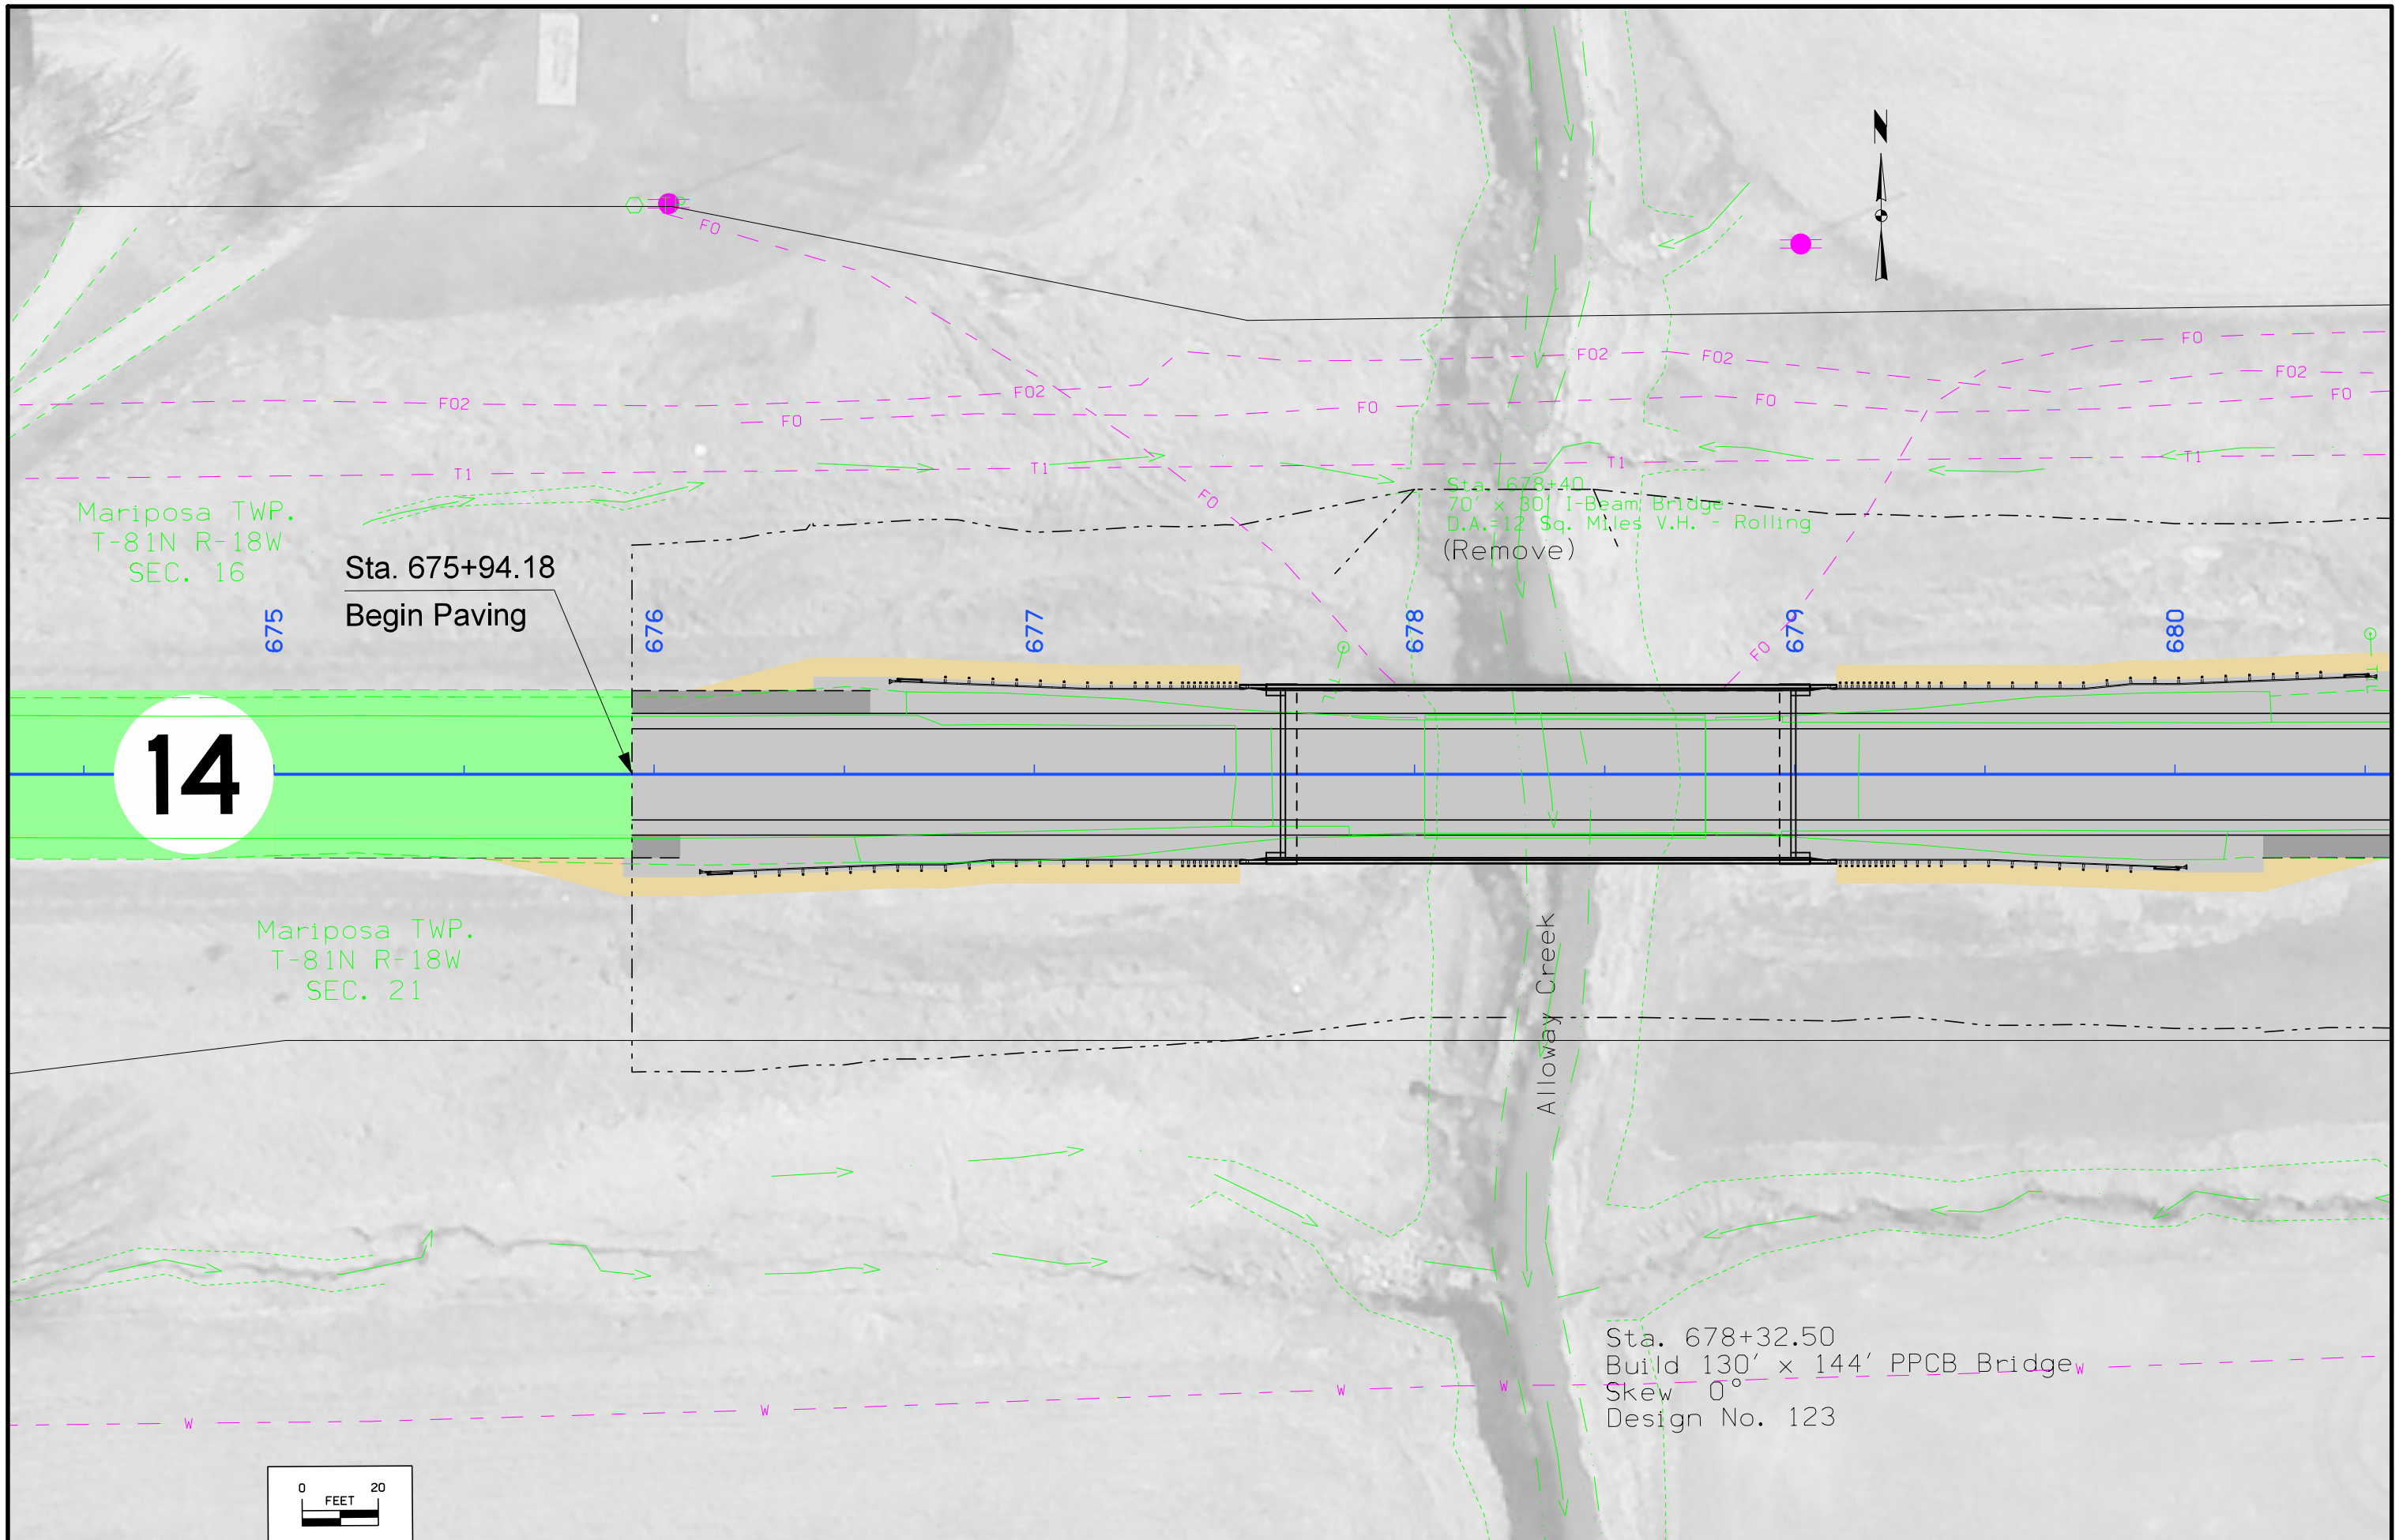 N
FO
FO
FO2
FO2
FO2
FO2
FO2
FO
FO
FO
FO
T1
T1
T1
FO
Mariposa TWP.
T-81N R-18W
SEC. 16
Sta. 678+40
70' x 30' I-Beam Bridge
D.A.=12 Sq. Miles V.H. - Rolling
(Remove)
Sta. 675+94.18
Begin Paving
675
676
677
678
679
680
FO
14
Mariposa TWP.
T-81N R-18W
SEC. 21
Alloway Creek
Sta. 678+32.50
Build 130' x 144' PPCB Bridge
Skew 0°
Design No. 123
W
W
W
W
W
0 20
FEET